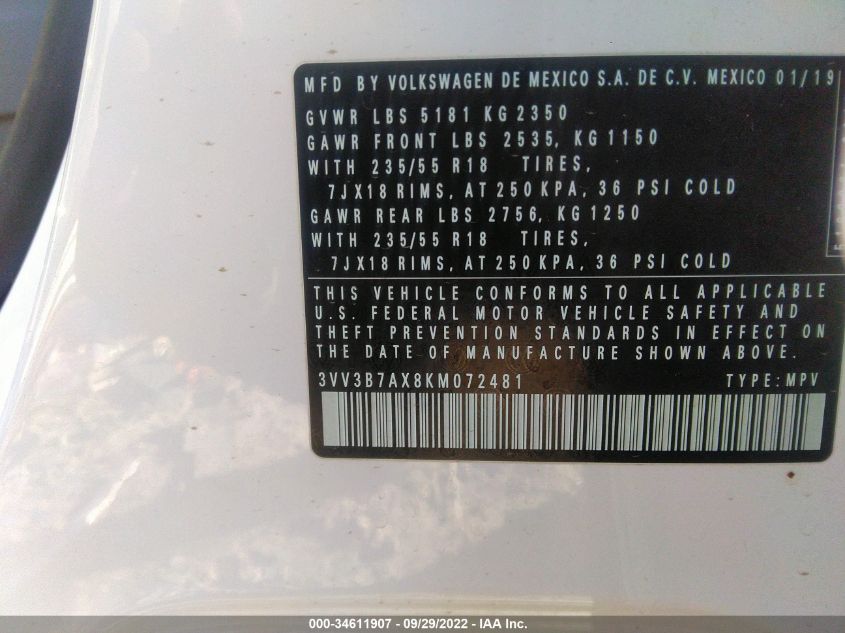 MFD BY VOLKSWAGEN DE MEXICO S.A. DE C.V. MEXICO 01/19
GVWR LBS 5181 KG 2350
GAWR FRONT LBS 2535, KG 1150
WITH 235/55 R18 TIRES,
7JX18 RIMS, AT 250 KPA, 36 PSI COLD
GAWR REAR LBS 2756, KG 1250
WITH 235/55 R18 TIRES,
7JX18 RIMS, AT 250 KPA, 36 PSI COLD
THIS VEHICLE CONFORMS TO ALL APPLICABLE
U.S. FEDERAL MOTOR VEHICLE SAFETY AND
THEFT PREVENTION STANDARDS IN EFFECT ON
THE DATE OF MANUFACTURE SHOWN ABOVE.
3VV3B7AX8KM072481 TYPE: MPV
000-34611907 - 09/29/2022 - IAA Inc.